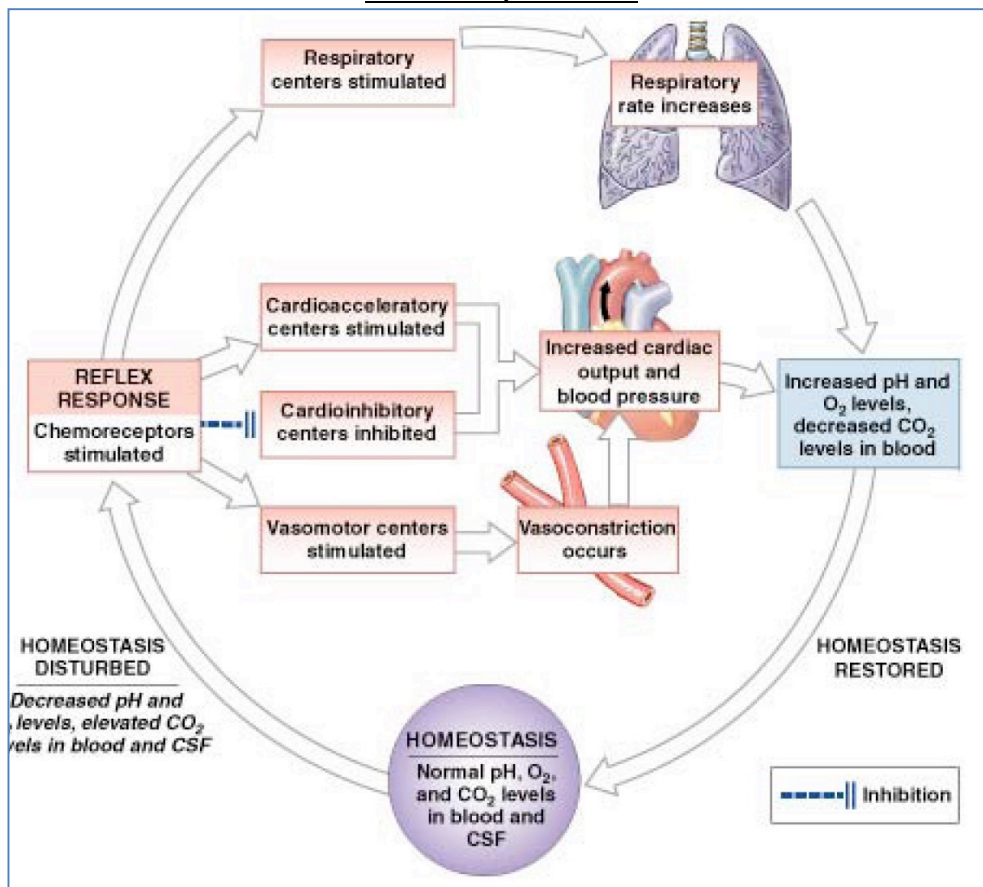 Respiratory
centers stimulated
Respiratory
rate increases
Cardioacceleratory
centers stimulated
Increased cardiac
output and
blood pressure
REFLEX
RESPONSE
Chemoreceptors
stimulated
Cardioinhibitory
centers inhibited
Increased pH and
O2 levels,
decreased CO2
levels in blood
Vasomotor centers
stimulated
Vasoconstriction
occurs
HOMEOSTASIS
DISTURBED
Decreased pH and
levels, elevated CO2
in blood and CSF
HOMEOSTASIS
RESTORED
HOMEOSTASIS
Normal pH, O2,
and CO2 levels
in blood and
CSF
Inhibition